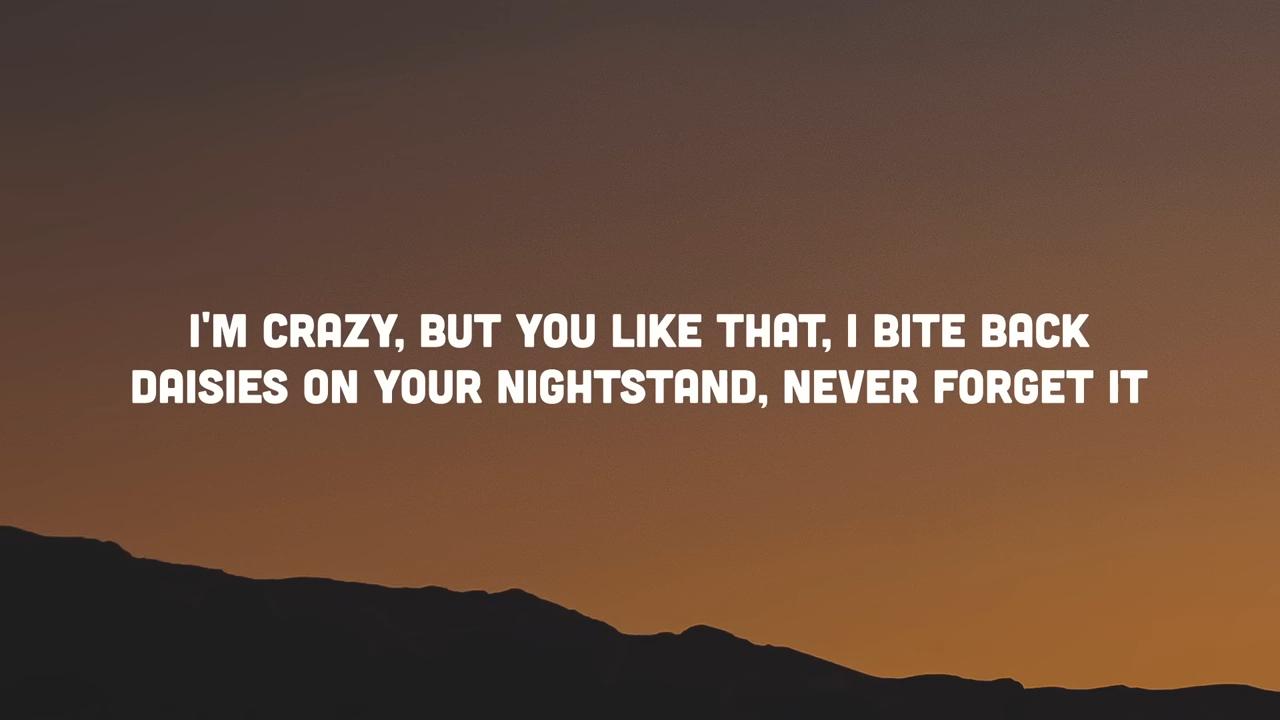 I'M CRAZY, BUT YOU LIKE THAT, I BITE BACK
DAISIES ON YOUR NIGHTSTAND, NEVER FORGET IT